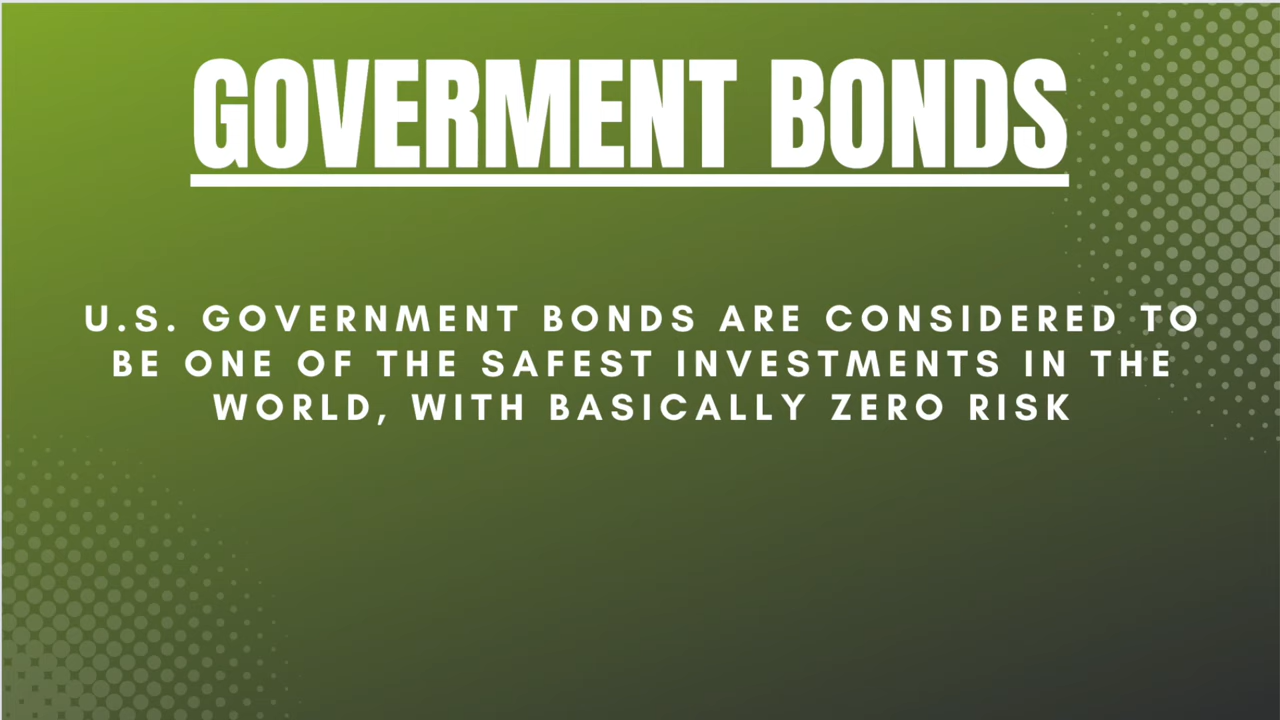 GOVERMENT BONDS
U.S. GOVERNMENT BONDS ARE CONSIDERED TO
BE ONE OF THE SAFEST INVESTMENTS IN THE
WORLD, WITH BASICALLY ZERO RISK